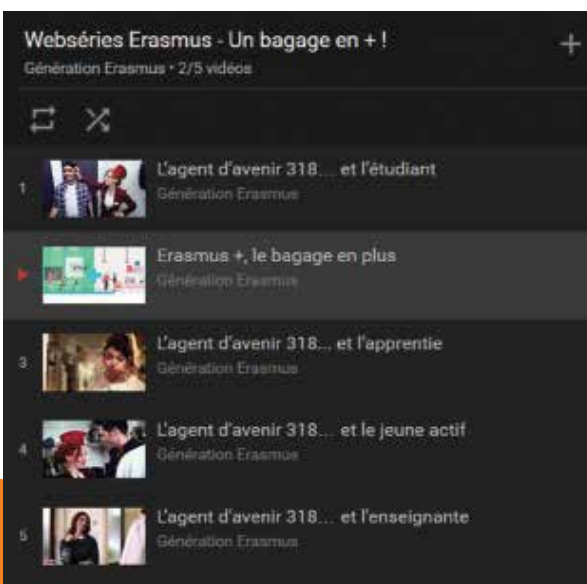 Webséries Erasmus - Un bagage en + !
Génération Erasmus • 2/5 vidéos
1
L'agent d'avenir 318... et l'étudiant
Génération Erasmus
Erasmus +, le bagage en plus
Génération Erasmus
3
L'agent d'avenir 318... et l'apprentie
Génération Erasmus
4
L'agent d'avenir 318... et le jeune actif
Génération Erasmus
5
L'agent d'avenir 318... et l'enseignante
Génération Erasmus